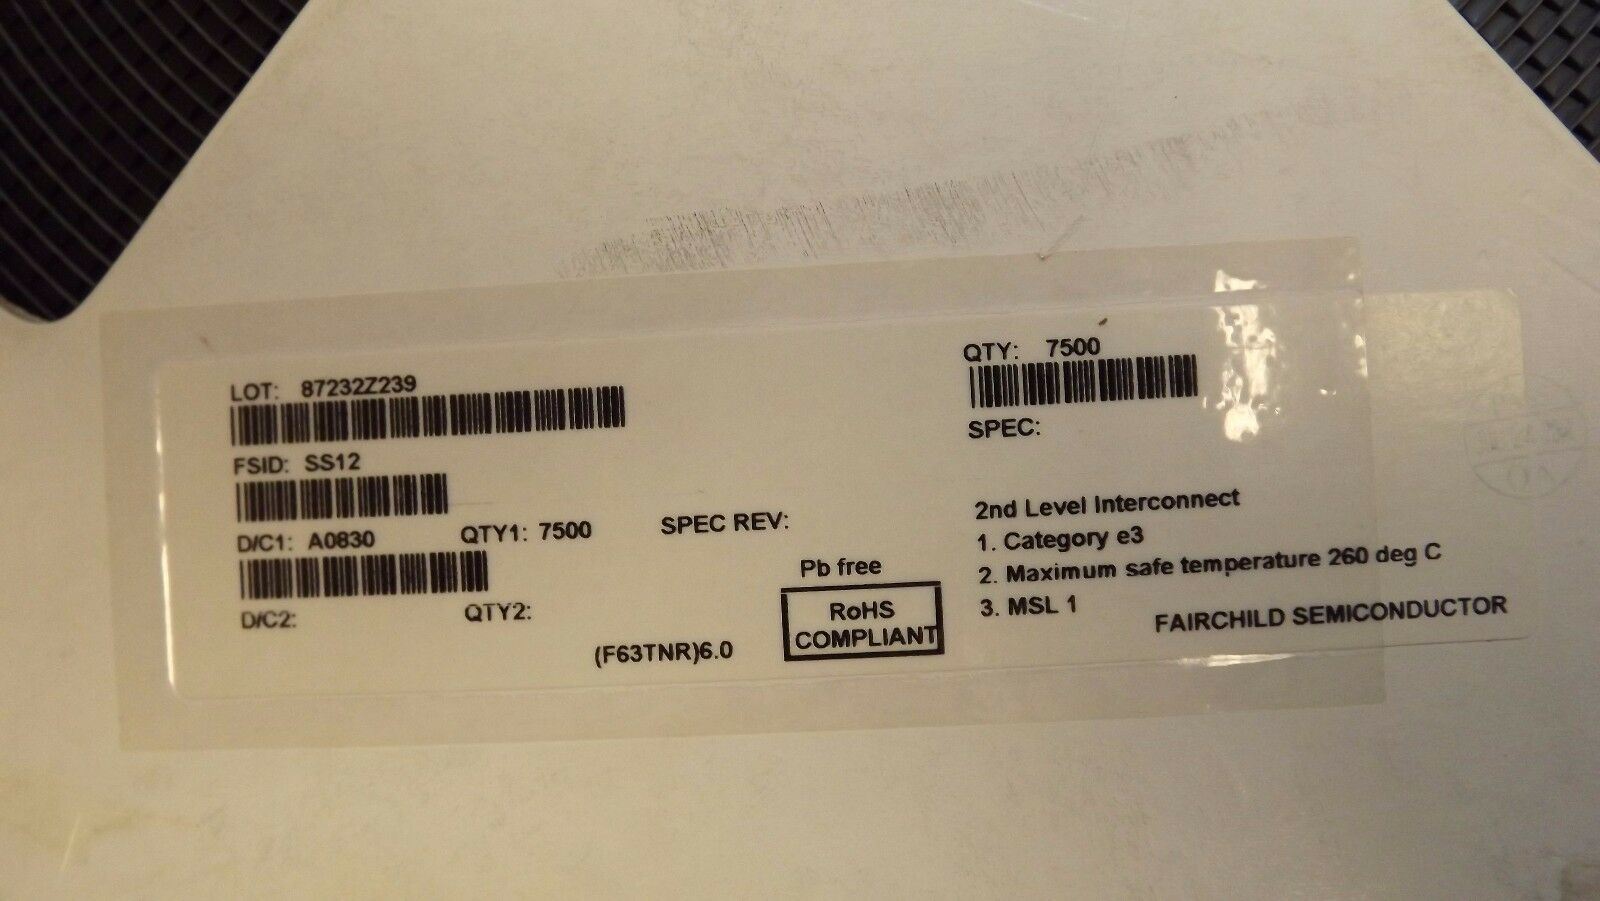 LOT: 87232Z239
FSID: SS12
D/C1: A0830 QTY1: 7500
D/C2: QTY2:
SPEC REV:
(F63TNR)6.0
Pb free
RoHS
COMPLIANT
QTY: 7500
SPEC:
2nd Level Interconnect
1. Category e3
2. Maximum safe temperature 260 deg C
3. MSL 1
FAIRCHILD SEMICONDUCTOR